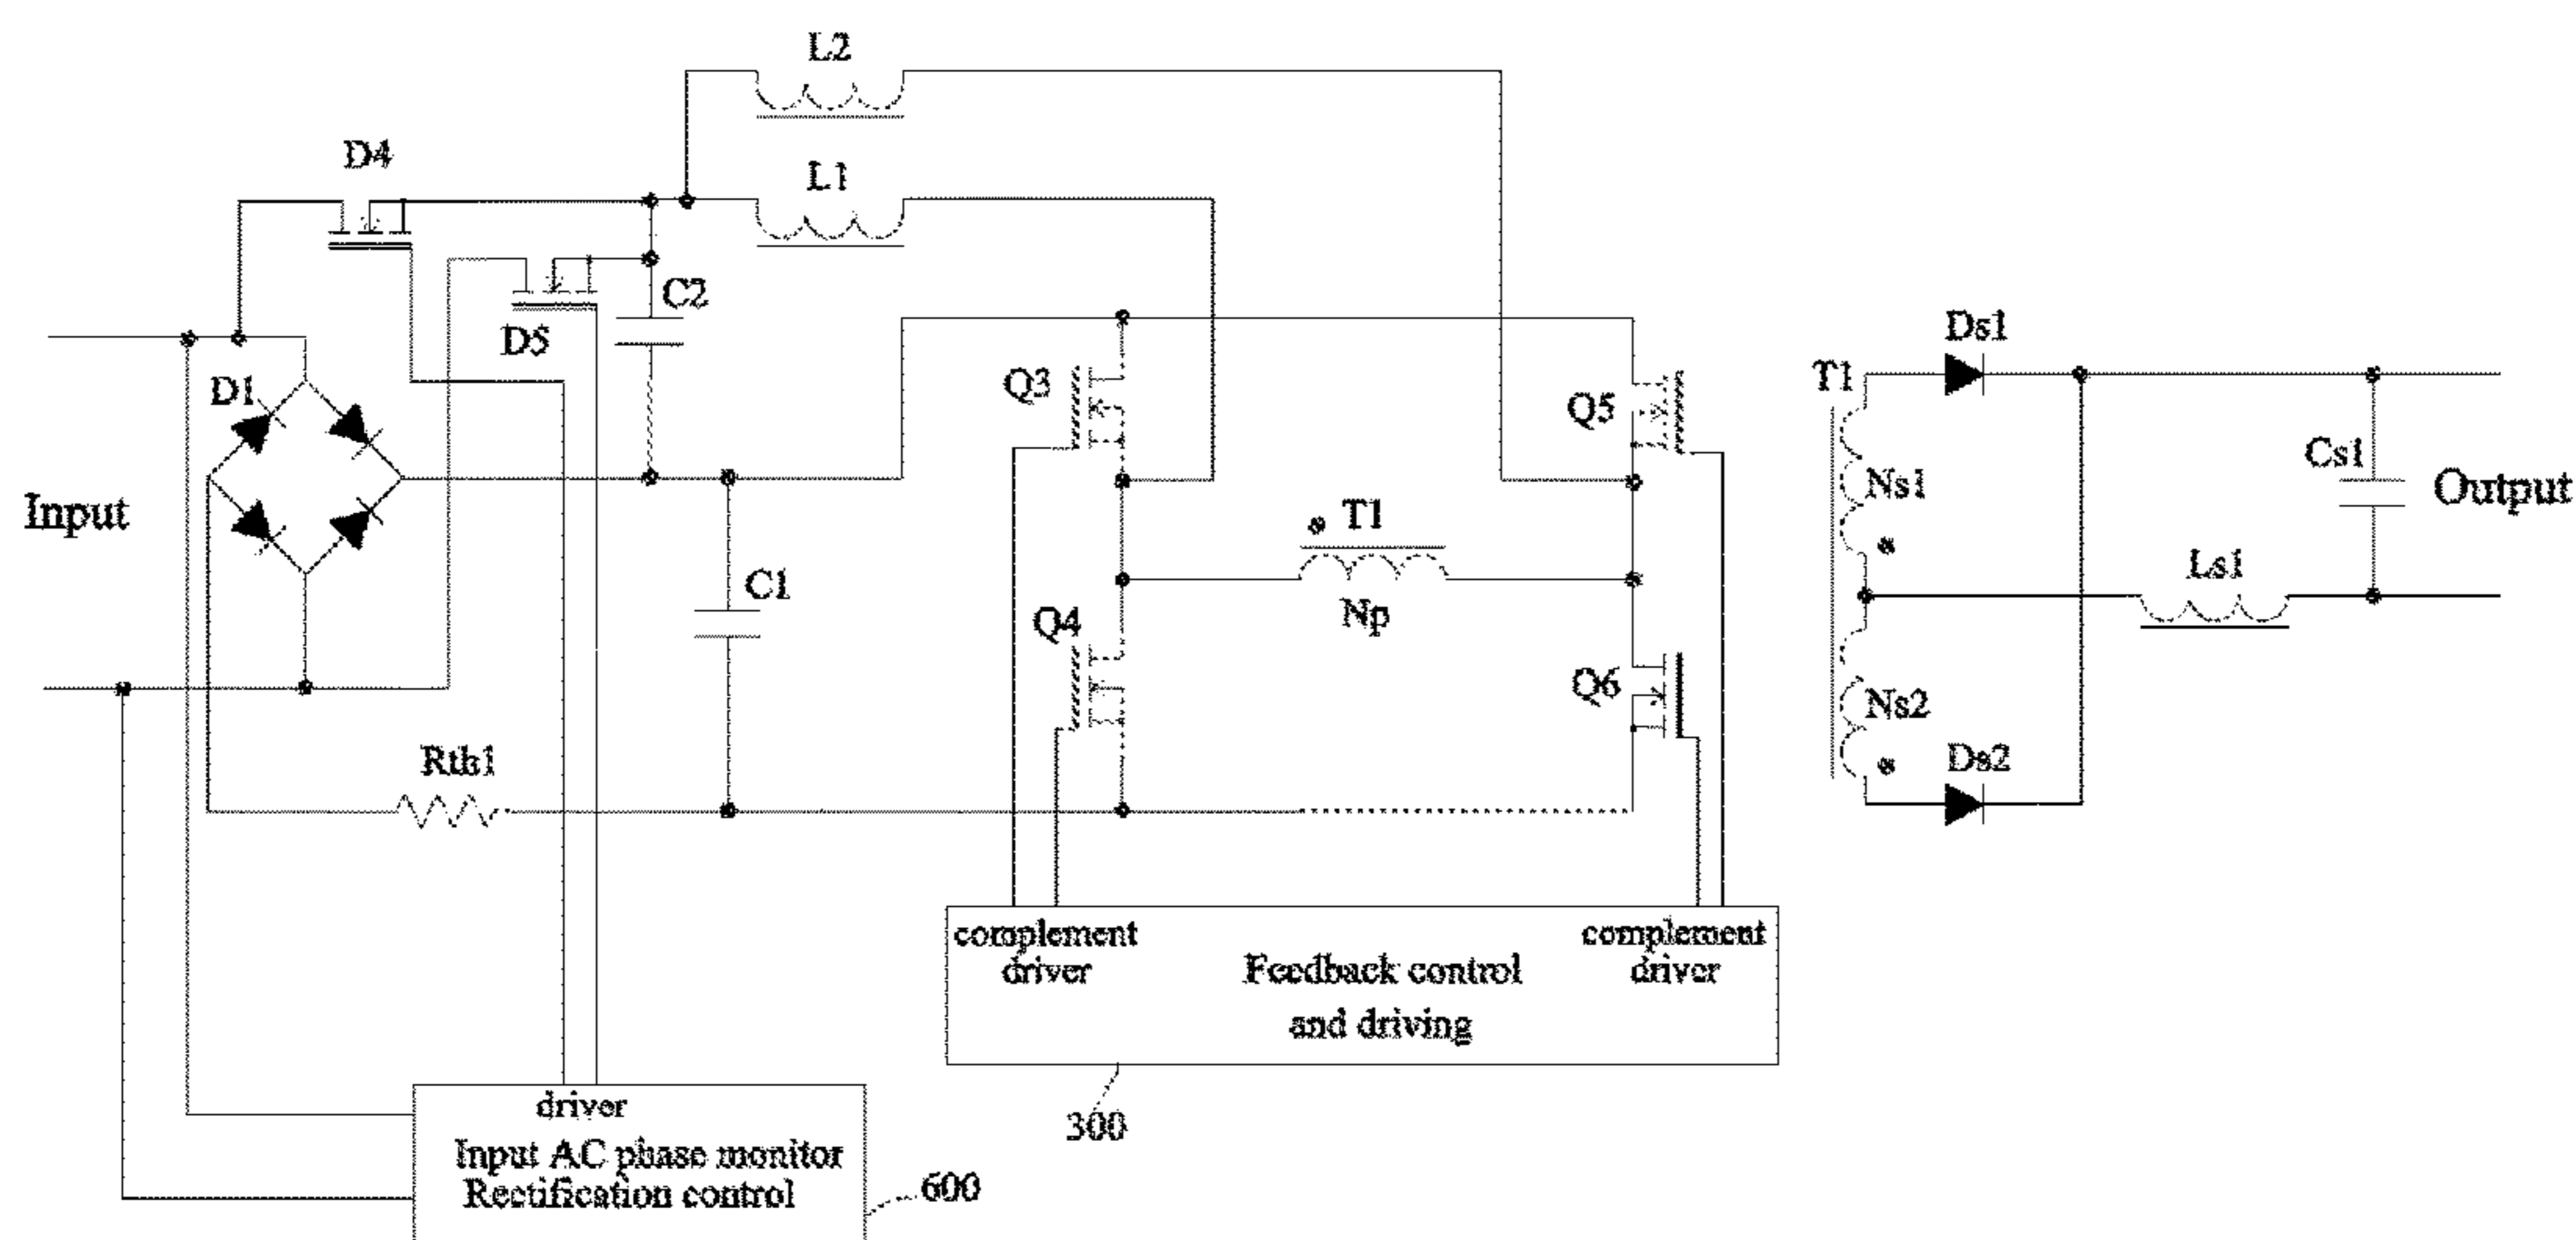 L2
D4
L1
C2
D5
Ds1
D1
Q3
T1
Q5
Cs1
Input
Ns1
Output
T1
C1
Ls1
Np
Q4
Q6
Ns2
Rth1
Ds2
complement
driver
complement
driver
Feedback control
and driving
driver
300
Input AC phase monitor
Rectification control
600